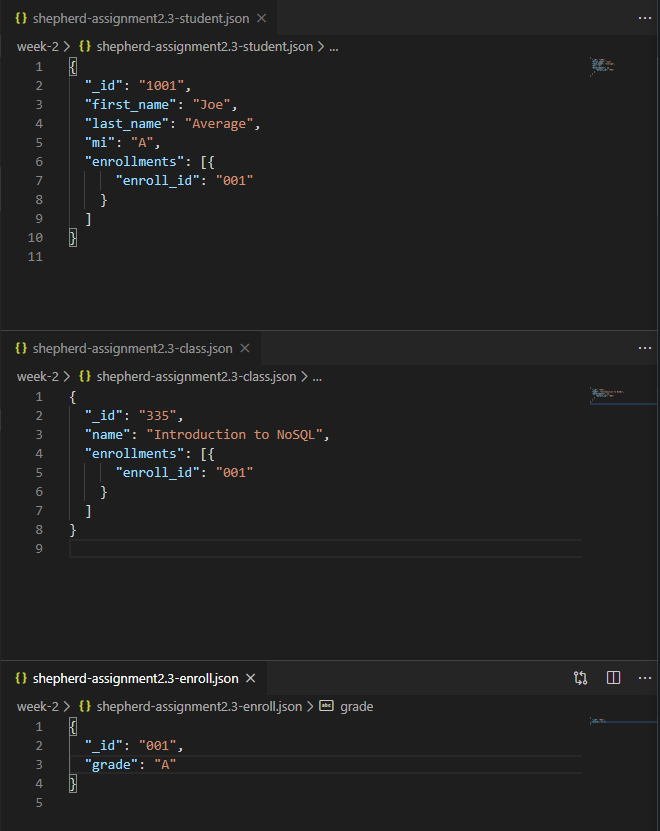 {} shepherd-assignment2.3-student.json × ...
week-2 > {} shepherd-assignment2.3-student.json > ...
1 {
2 "_id": "1001",
3 "first_name": "Joe",
4 "last_name": "Average",
5 "mi": "A",
6 "enrollments": [{
7 "enroll_id": "001"
8 }
9 ]
10 }
11
{} shepherd-assignment2.3-class.json × ...
week-2 > {} shepherd-assignment2.3-class.json > ...
1 {
2 "_id": "335",
3 "name": "Introduction to NoSQL",
4 "enrollments": [{
5 "enroll_id": "001"
6 }
7 ]
8 }
9
{} shepherd-assignment2.3-enroll.json × ...
week-2 > {} shepherd-assignment2.3-enroll.json > abc grade
1 {
2 "_id": "001",
3 "grade": "A"
4 }
5